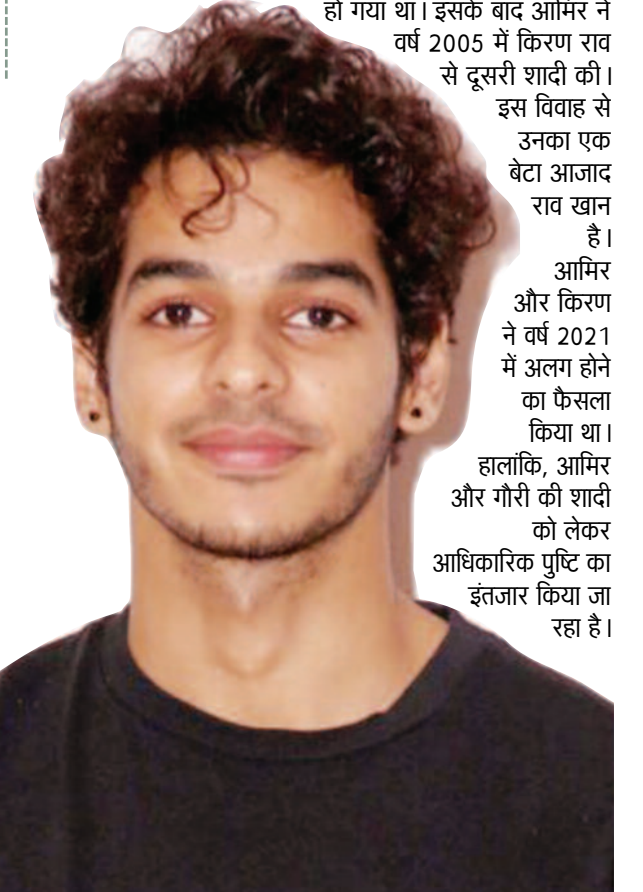 हो गया था। इसके बाद आमिर ने
वर्ष 2005 में किरण राव
से दूसरी शादी की।
इस विवाह से
उनका एक
बेटा आजाद
राव खान
है।
आमिर
और किरण
ने वर्ष 2021
में अलग होने
का फैसला
किया था।
हालांकि, आमिर
और गौरी की शादी
को लेकर
आधिकारिक पुष्टि का
इंतजार किया जा
रहा है।